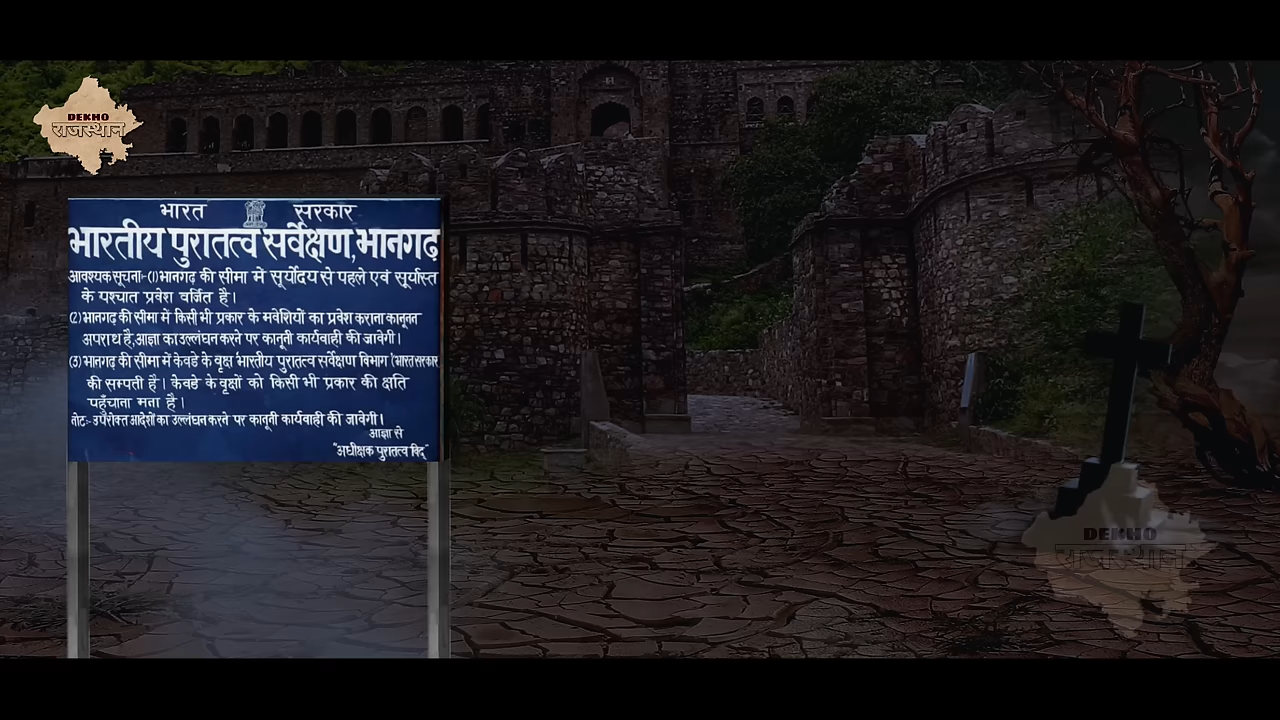 DEKHO
राजस्थान
भारत सरकार
भारतीय पुरातत्व सर्वेक्षण,भानगढ़
आवश्यक सूचना:-(1)भानगढ़ की सीमा में सूर्योदय से पहले एवं सूर्यास्त
के पश्चात प्रवेश वर्जित है।
(2)भानगढ़ की सीमा में किसी भी प्रकार के मवेशियों का प्रवेश कराना कानूनन
अपराध है,आज्ञा का उल्लंघन करने पर कानूनी कार्यवाही की जावेगी।
(3)भानगढ़ की सीमा में केवडे के वृक्ष भारतीय पुरातत्व सर्वेक्षण विभाग (भारत सरकार
की सम्पती है। केवडे के वृक्षों को किसी भी प्रकार की क्षति
पहुँचाना मना है।
नोट:-उपरोक्त आदेशों का उल्लंघन करने पर कानूनी कार्यवाही की जावेगी।
आज्ञा से
"अधीक्षक पुरातत्व विद्"
DEKHO
राजस्थान